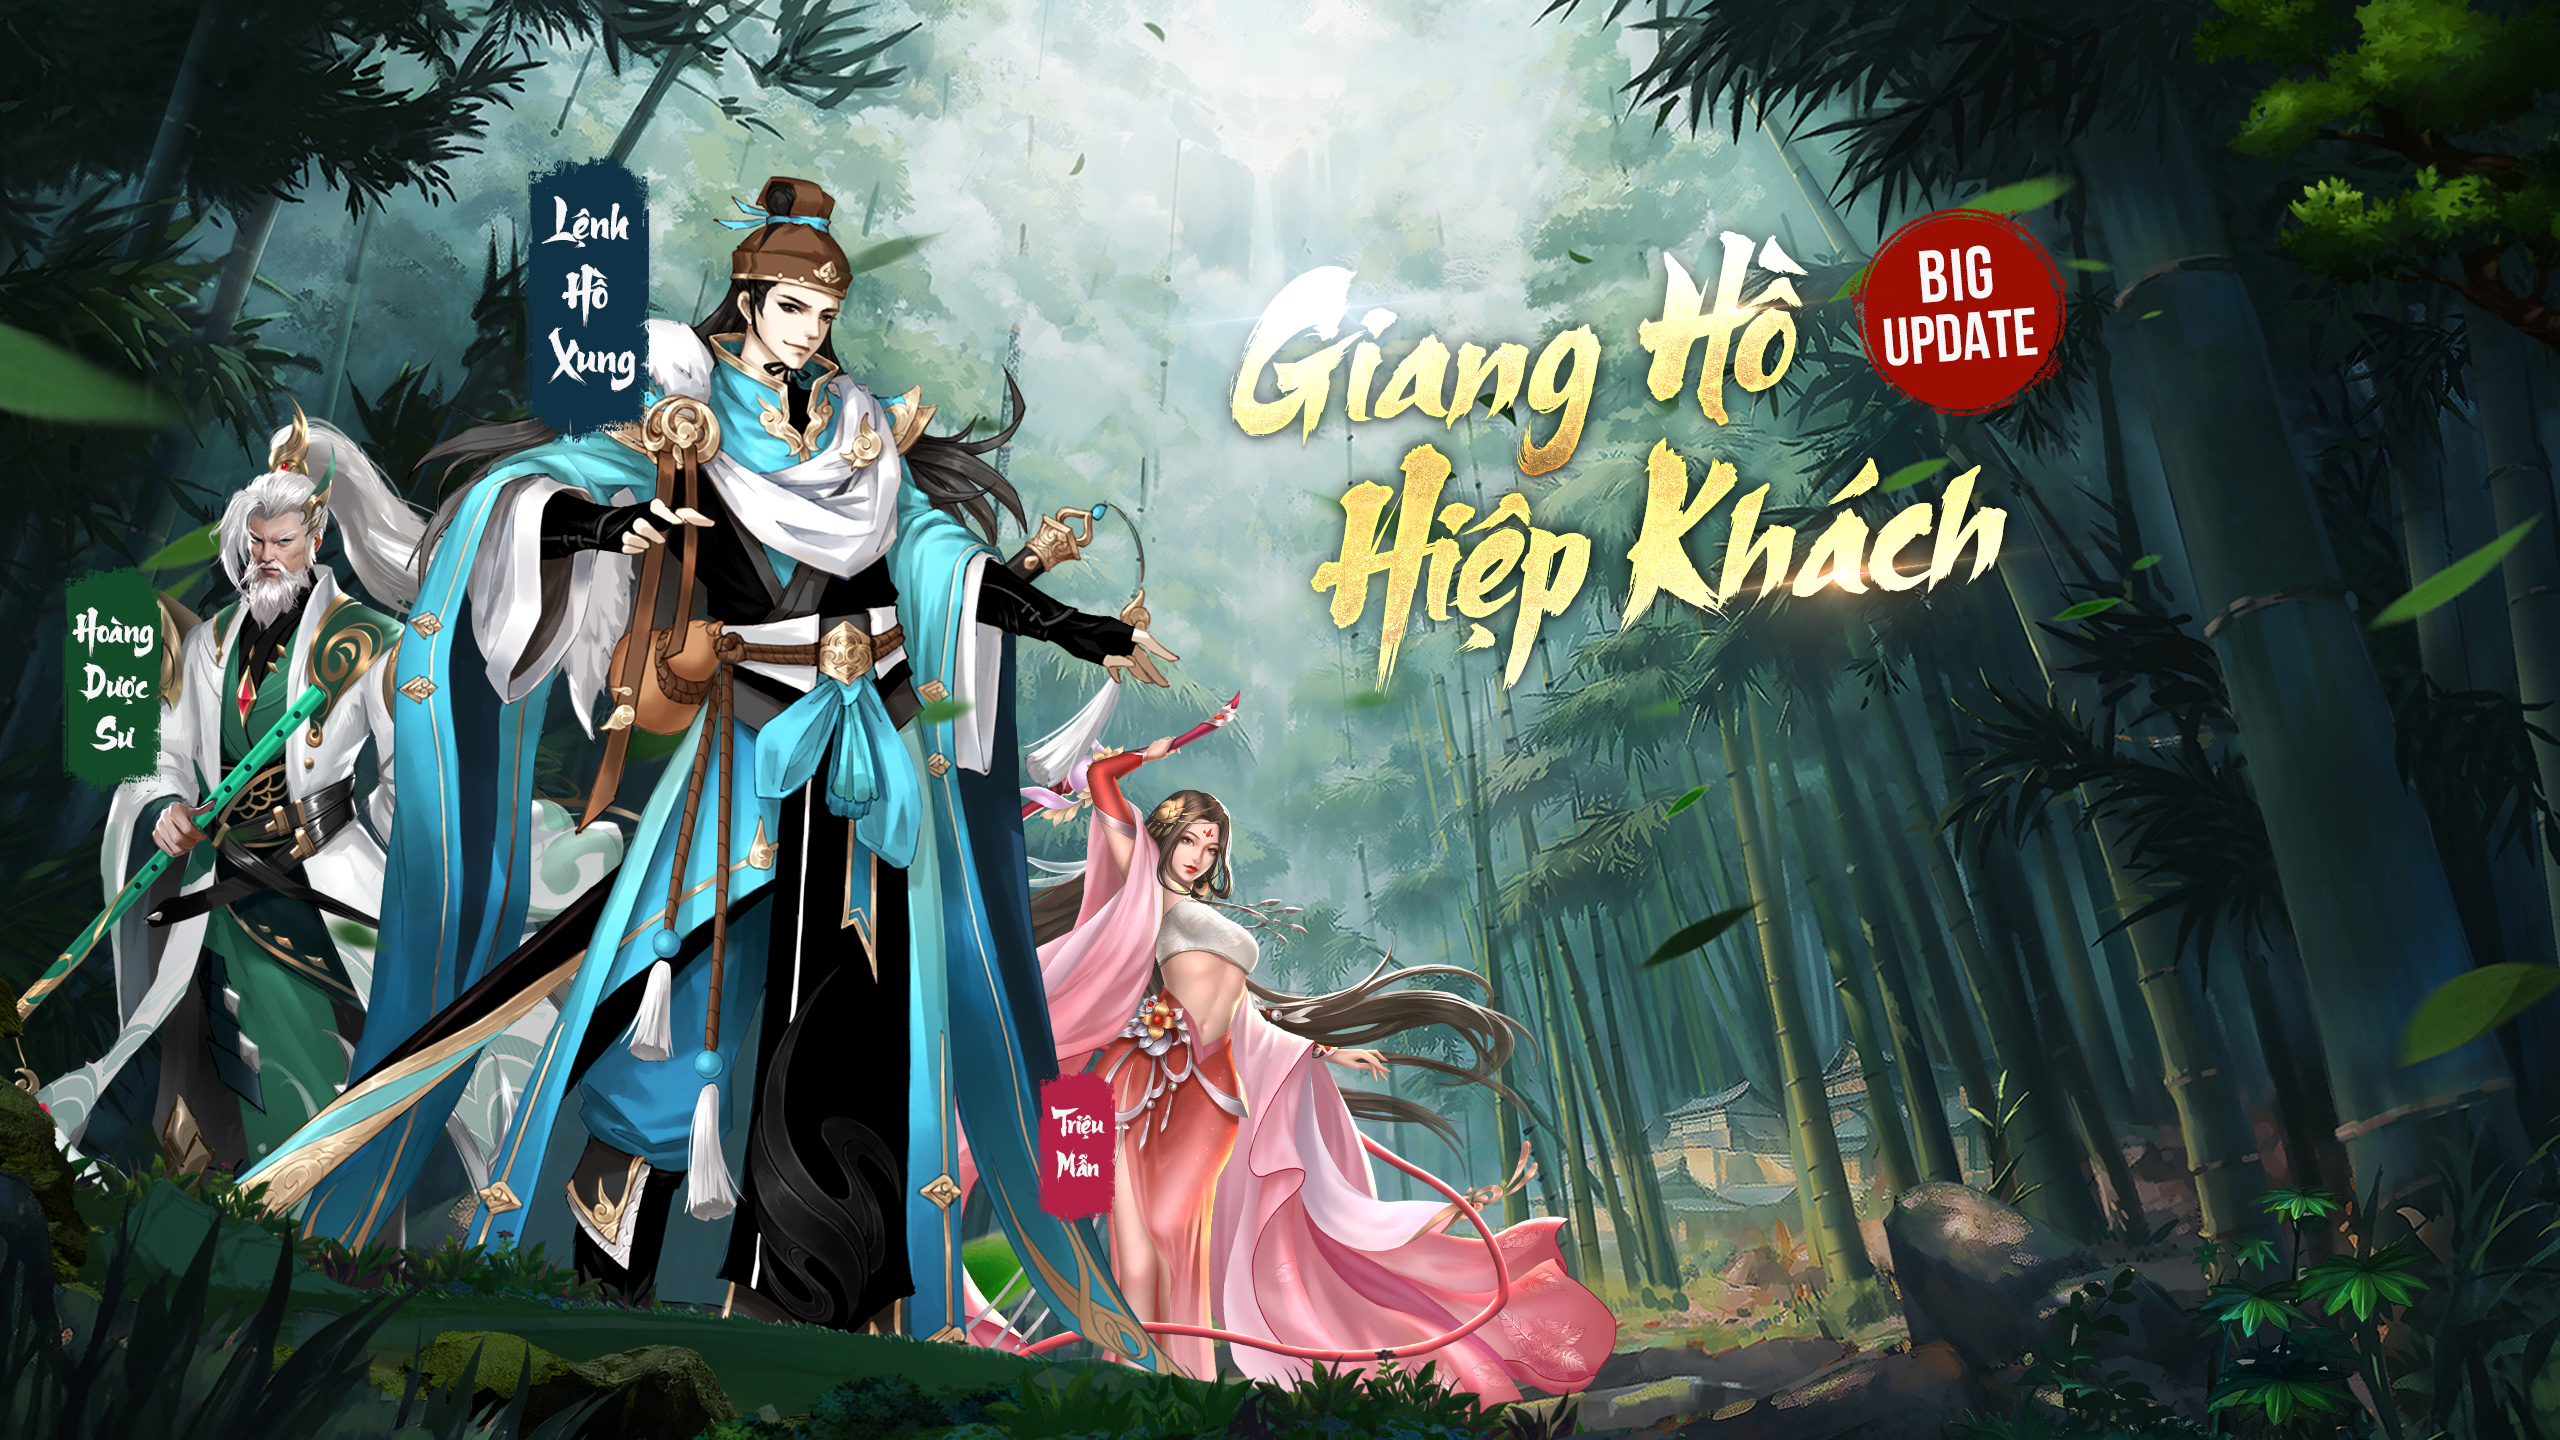 Lệnh
Hồ
Xung
Hoàng
Dược
Sư
Triệu
Mẫn
Giang Hồ
Hiệp Khách
BIG
UPDATE